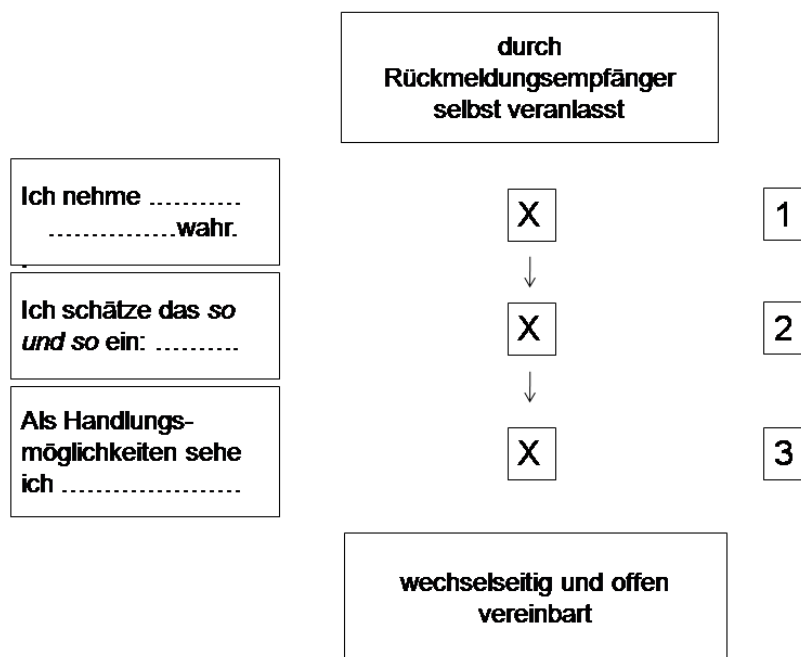 durch
Rückmeldungsempfänger
selbst veranlasst
Ich nehme ...........
...............wahr.
X
1
Ich schätze das so
und so ein: ..........
X
2
Als Handlungs-
möglichkeiten sehe
ich .....................
X
3
wechselseitig und offen
vereinbart